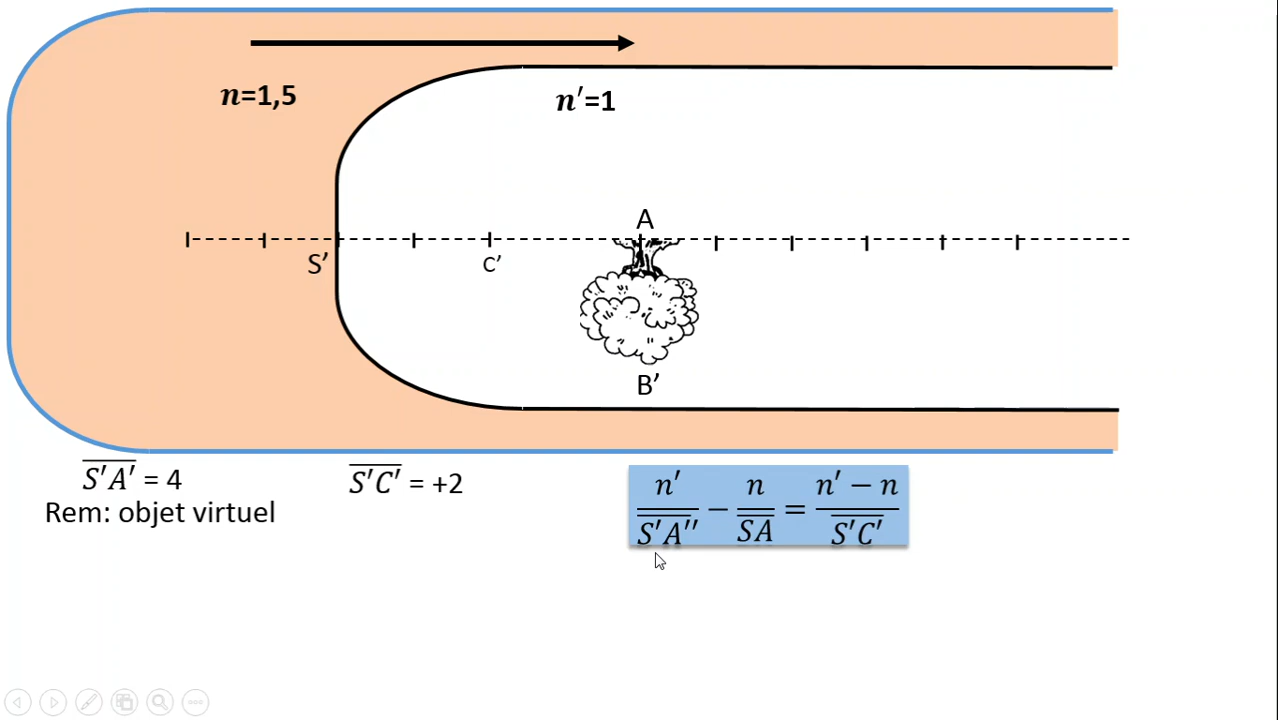 n=1,5
n′=1
A
S′
C′
B′
S′A′ = 4
S′C′ = +2
n′/S′A′′ − n/SA = n′ − n/S′C′
Rem: objet virtuel